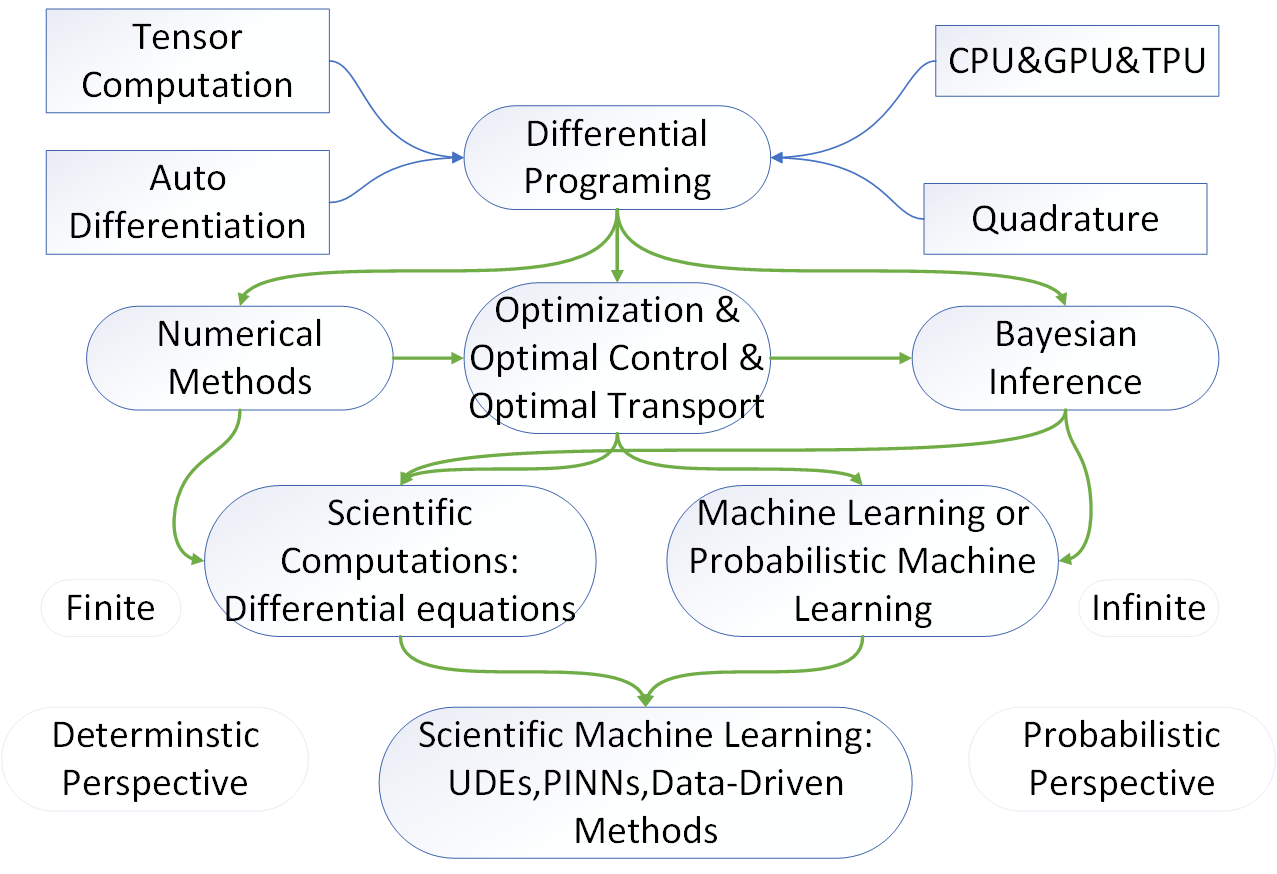 Tensor
Computation
CPU&GPU&TPU
Differential
Programing
Auto
Differentiation
Quadrature
Numerical
Methods
Optimization &
Optimal Control &
Optimal Transport
Bayesian
Inference
Scientific
Computations:
Differential equations
Machine Learning or
Probabilistic Machine
Learning
Finite
Infinite
Determinstic
Perspective
Scientific Machine Learning:
UDEs,PINNs,Data-Driven
Methods
Probabilistic
Perspective